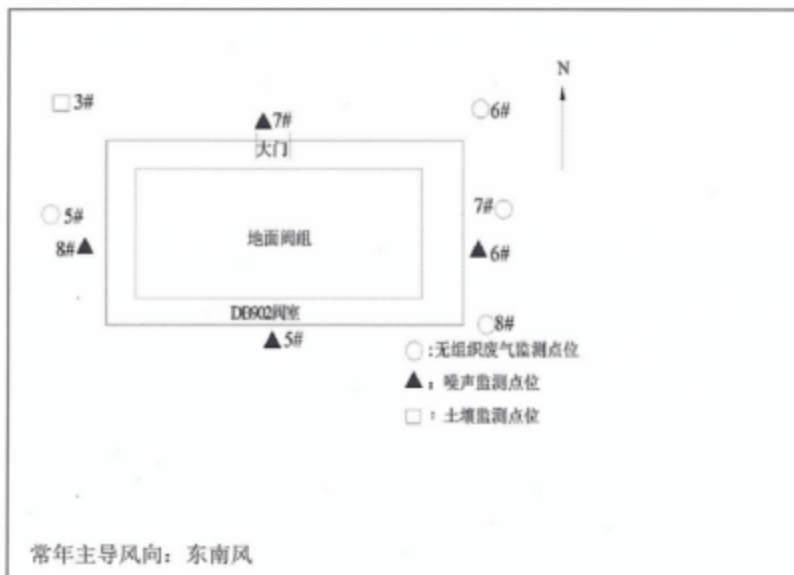 N
3#
7#
6#
大门
5#
7#
8#
地面阀组
6#
DB902阀室
8#
5#
:无组织废气监测点位
: 噪声监测点位
: 土壤监测点位
常年主导风向: 东南风